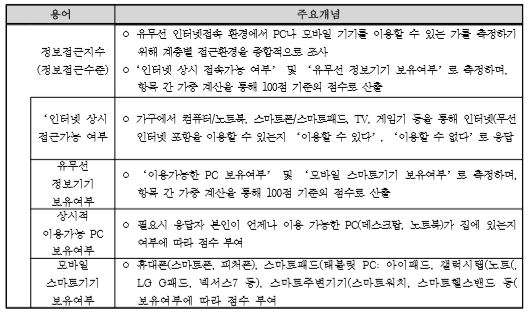 용어
주요개념
정보접근지수
(정보접근수준)
○ 유무선 인터넷접속 환경에서 PC나 모바일 기기를 이용할 수 있는 가를 측정하기
위해 계층별 접근환경을 종합적으로 조사
○ '인터넷 상시 접속가능 여부' 및 '유무선 정보기기 보유여부'로 측정하며,
항목 간 가중 계산을 통해 100점 기준의 점수로 산출
'인터넷 상시
접근가능 여부
○ 가구에서 컴퓨터/노트북, 스마트폰/스마트패드, TV, 게임기 등을 통해 인터넷(무선
인터넷 포함을 이용할 수 있는지 '이용할 수 있다', '이용할 수 없다'로 응답
유무선
정보기기
보유여부
○ '이용가능한 PC 보유여부' 및 '모바일 스마트기기 보유여부'로 측정하며,
항목 간 가중 계산을 통해 100점 기준의 점수로 산출
상시적
이용가능 PC
보유여부
○ 필요시 응답자 본인이 언제나 이용 가능한 PC(데스크탑, 노트북)가 집에 있는지
여부에 따라 점수 부여
모바일
스마트기기
보유여부
○ 휴대폰(스마트폰, 피처폰), 스마트패드(태블릿 PC: 아이패드, 갤럭시탭(노트(,
LG G패드, 넥서스7 등), 스마트주변기기(스마트워치, 스마트헬스밴드 등(
보유여부에 따라 점수 부여